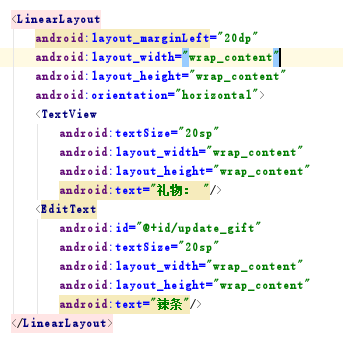 <LinearLayout
android:layout_marginLeft="20dp"
android:layout_width="wrap_content"
android:layout_height="wrap_content"
android:orientation="horizontal">
<TextView
android:textSize="20sp"
android:layout_width="wrap_content"
android:layout_height="wrap_content"
android:text="礼物： "/>
<EditText
android:id="@+id/update_gift"
android:textSize="20sp"
android:layout_width="wrap_content"
android:layout_height="wrap_content"
android:text="辣条"/>
</LinearLayout>